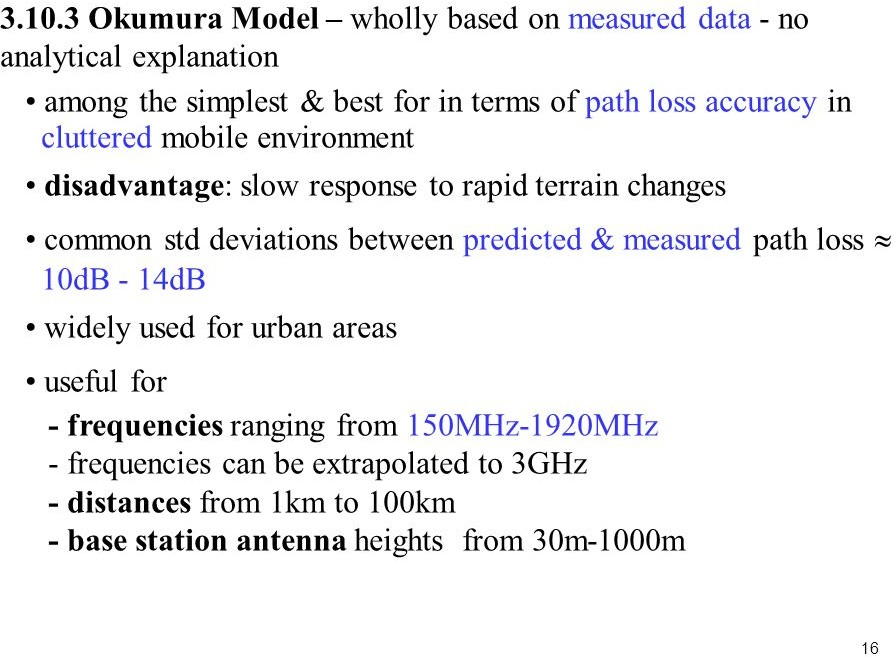 3.10.3 Okumura Model – wholly based on measured data - no
analytical explanation
• among the simplest & best for in terms of path loss accuracy in
cluttered mobile environment
• disadvantage: slow response to rapid terrain changes
• common std deviations between predicted & measured path loss ≈
10dB - 14dB
• widely used for urban areas
• useful for
- frequencies ranging from 150MHz-1920MHz
- frequencies can be extrapolated to 3GHz
- distances from 1km to 100km
- base station antenna heights from 30m-1000m
16